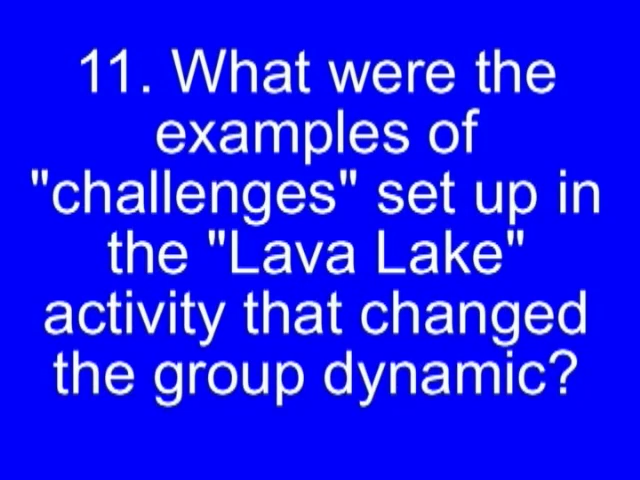 11. What were the
examples of
"challenges" set up in
the "Lava Lake"
activity that changed
the group dynamic?